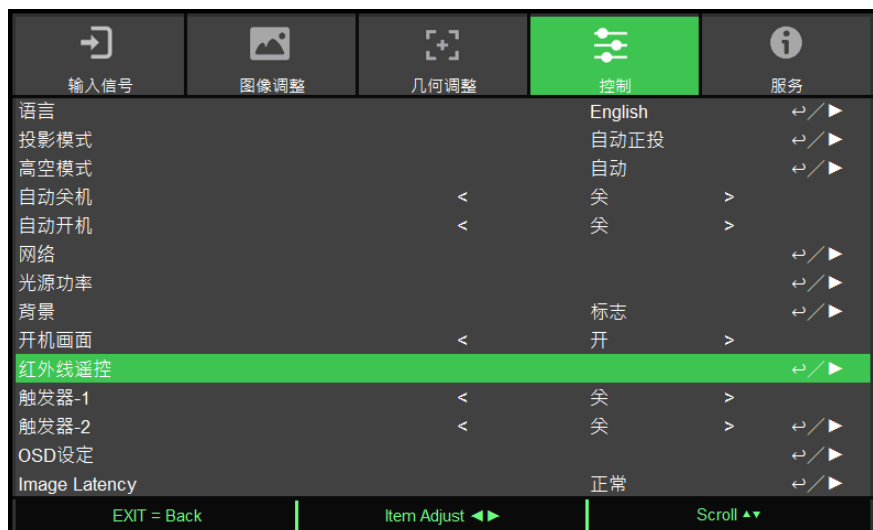 输入信号 图像调整 几何调整 控制 服务
语言 English ↩/▶
投影模式 自动正投 ↩/▶
高空模式 自动 ↩/▶
自动关机 < 关 >
自动开机 < 关 >
网络 ↩/▶
光源功率 ↩/▶
背景 标志 ↩/▶
开机画面 < 开 >
红外线遥控 ↩/▶
触发器-1 < 关 >
触发器-2 < 关 > ↩/▶
OSD设定 ↩/▶
Image Latency 正常 ↩/▶
EXIT = Back Item Adjust ◀▶ Scroll ▲▼